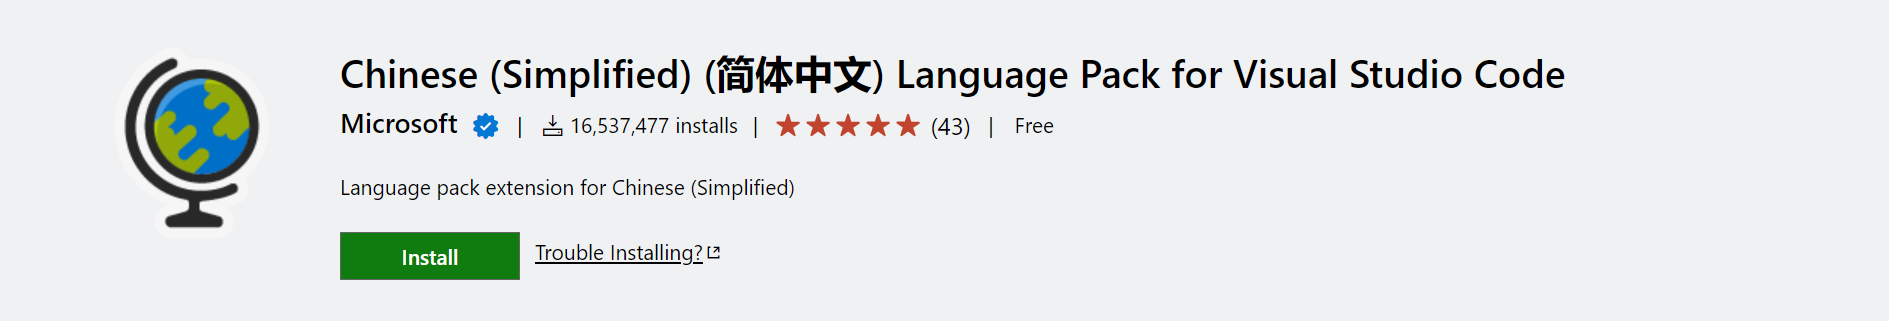 Chinese (Simplified) (简体中文) Language Pack for Visual Studio Code
Microsoft | 16,537,477 installs | (43) | Free
Language pack extension for Chinese (Simplified)
Install Trouble Installing?